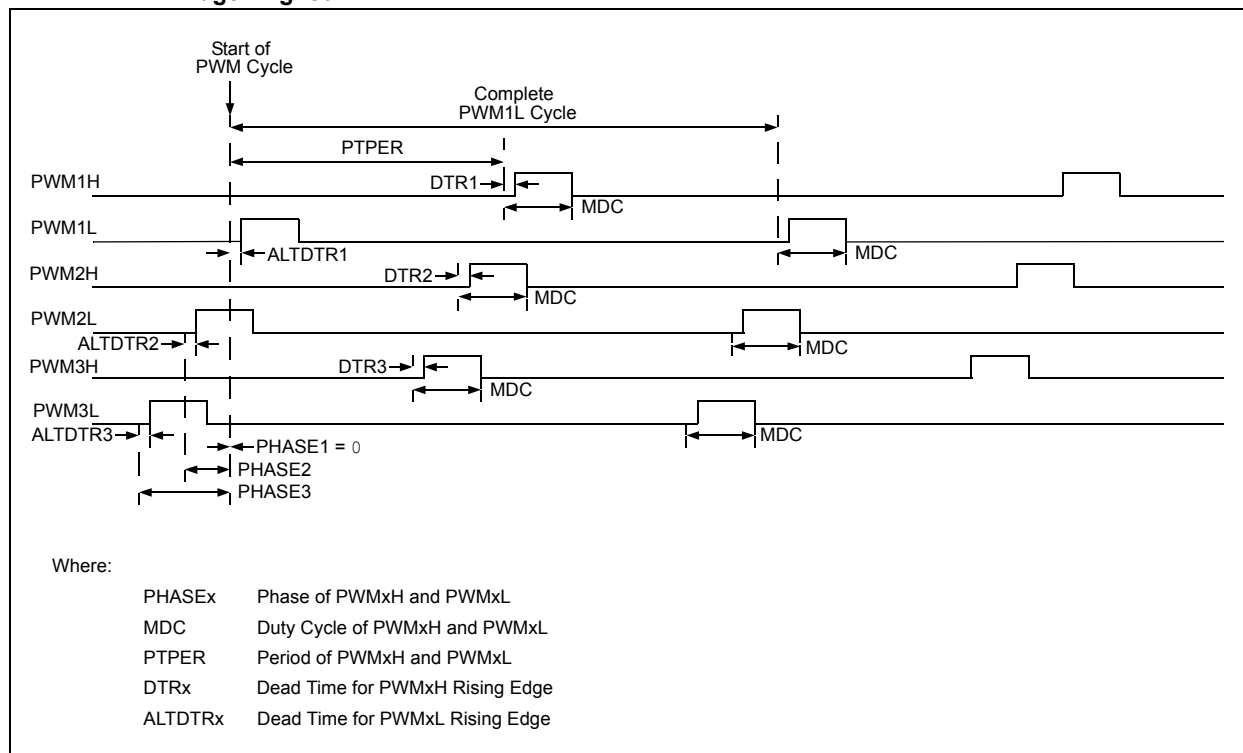 Start of
PWM Cycle
Complete
PWM1L Cycle
PTPER
PWM1H
DTR1
MDC
PWM1L
ALTDTR1
MDC
PWM2H
DTR2
MDC
PWM2L
ALTDTR2
MDC
PWM3H
DTR3
MDC
PWM3L
ALTDTR3
MDC
PHASE1 = 0
PHASE2
PHASE3
Where:
PHASEx Phase of PWMxH and PWMxL
MDC Duty Cycle of PWMxH and PWMxL
PTPER Period of PWMxH and PWMxL
DTRx Dead Time for PWMxH Rising Edge
ALTDTRx Dead Time for PWMxL Rising Edge